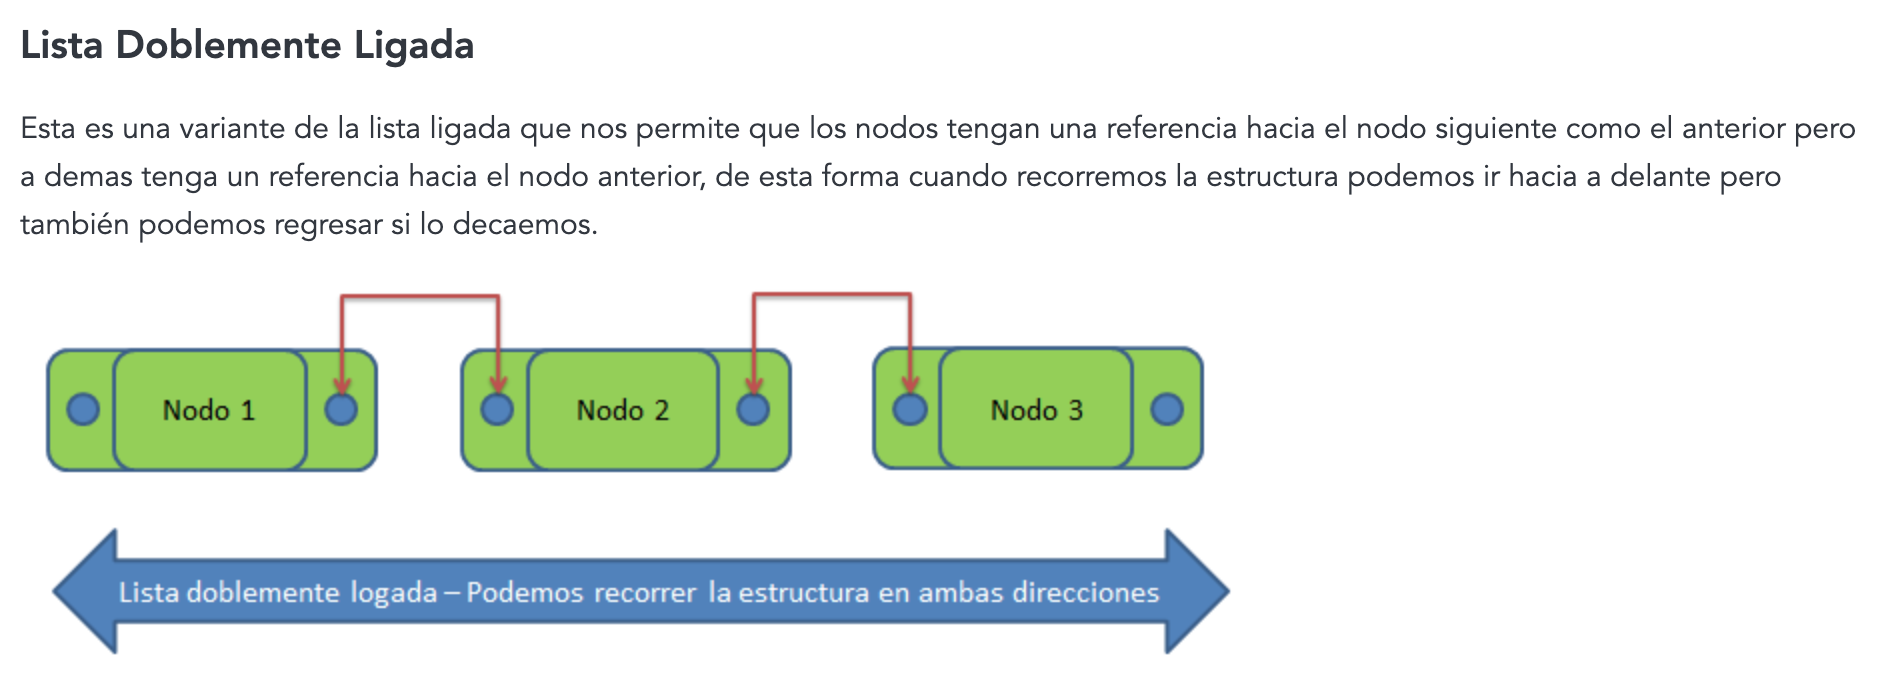 Lista Doblemente Ligada
Esta es una variante de la lista ligada que nos permite que los nodos tengan una referencia hacia el nodo siguiente como el anterior pero
a demas tenga un referencia hacia el nodo anterior, de esta forma cuando recorremos la estructura podemos ir hacia a delante pero
también podemos regresar si lo decaemos.
Nodo 1
Nodo 2
Nodo 3
Lista doblemente logada – Podemos recorrer la estructura en ambas direcciones